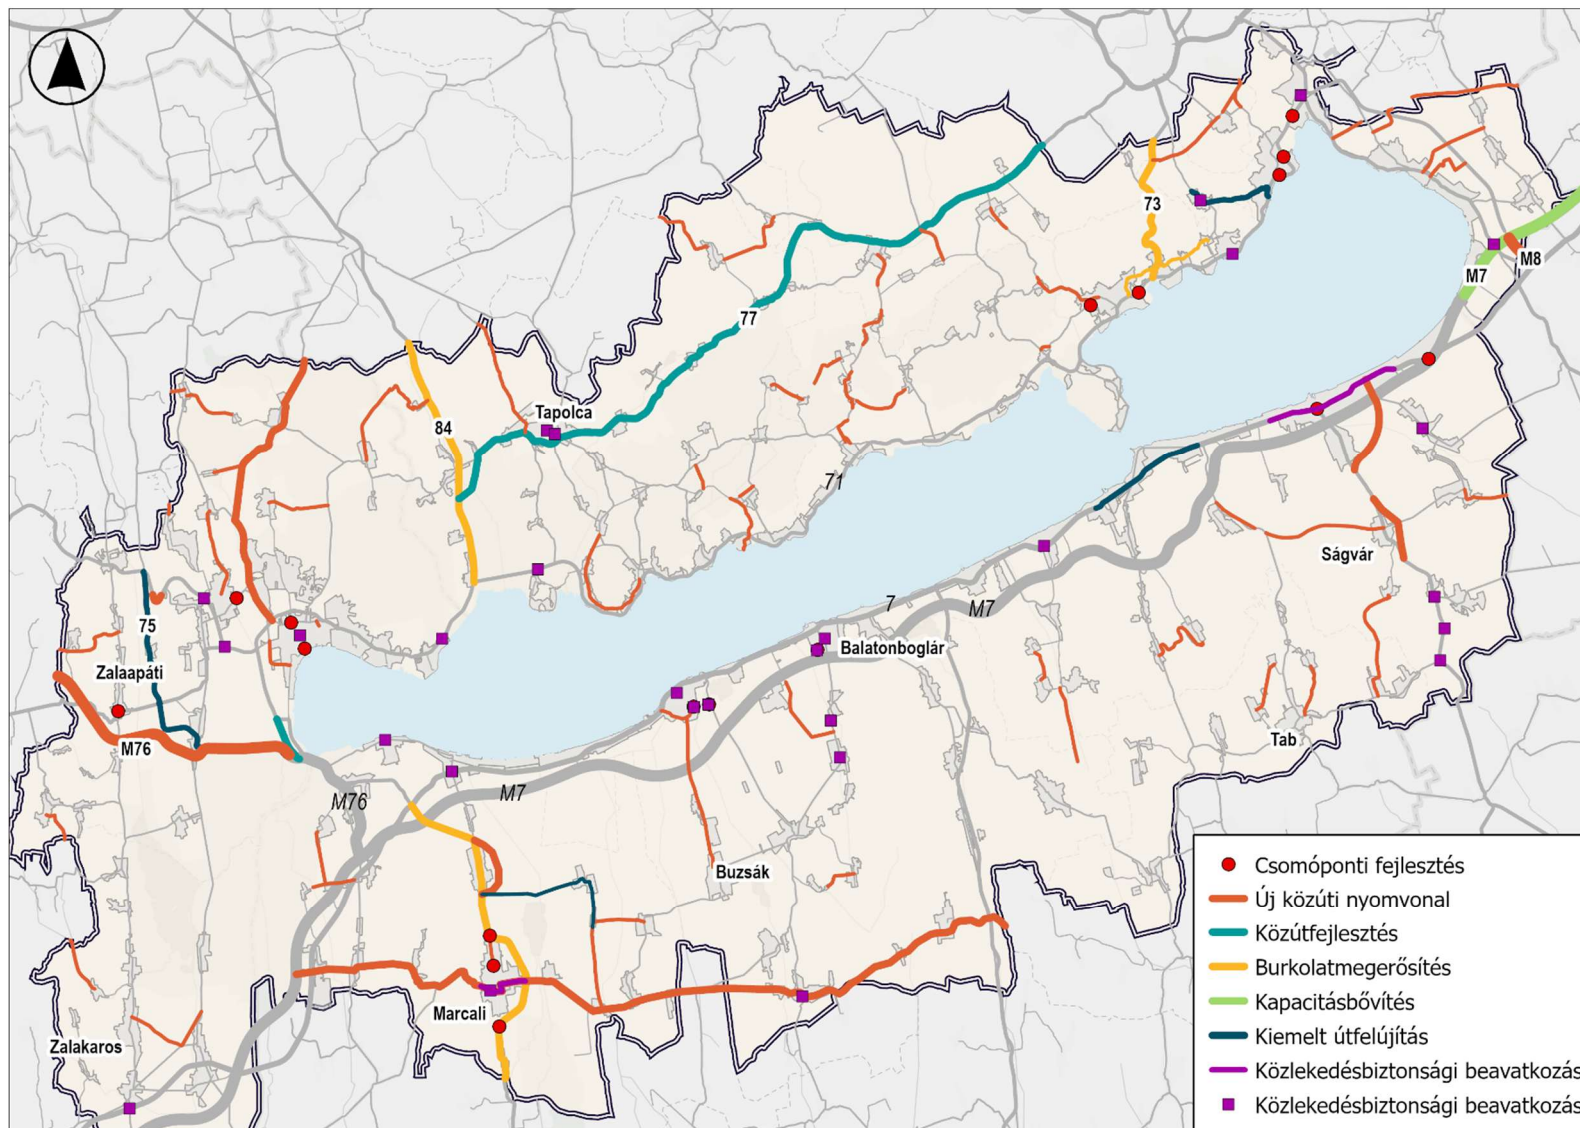 73
M8
M7
77
Tapolca
84
71
Ságvár
75
7
M7
Balatonboglár
Zalaapáti
Tab
M76
M76
M7
Buzsák
Marcali
Zalakaros
Csomóponti fejlesztés
Új közúti nyomvonal
Közútfejlesztés
Burkolatmegerősítés
Kapacitásbővítés
Kiemelt útfelújítás
Közlekedésbiztonsági beavatkozás
Közlekedésbiztonsági beavatkozás